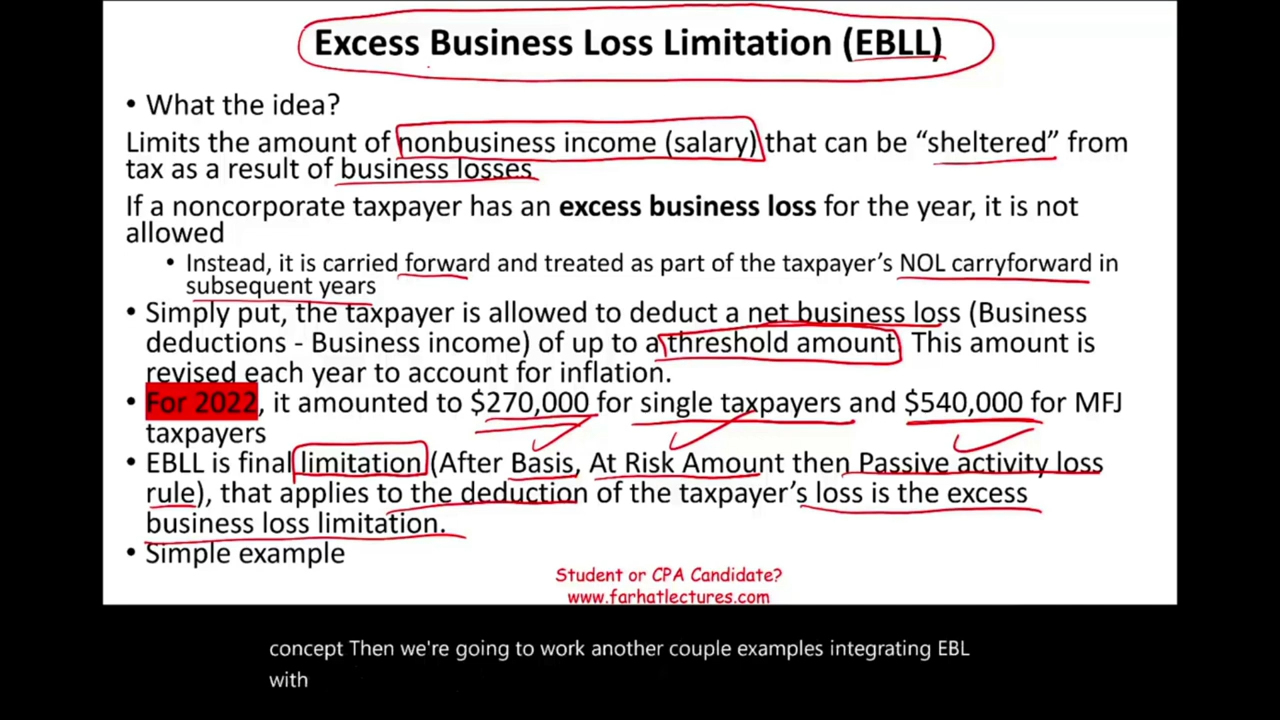 Excess Business Loss Limitation (EBLL)
• What the idea?
Limits the amount of nonbusiness income (salary) that can be “sheltered” from
tax as a result of business losses
If a noncorporate taxpayer has an excess business loss for the year, it is not
allowed
• Instead, it is carried forward and treated as part of the taxpayer’s NOL carryforward in
subsequent years
• Simply put, the taxpayer is allowed to deduct a net business loss (Business
deductions - Business income) of up to a threshold amount. This amount is
revised each year to account for inflation.
• For 2022, it amounted to $270,000 for single taxpayers and $540,000 for MFJ
taxpayers
• EBLL is final limitation (After Basis, At Risk Amount then Passive activity loss
rule), that applies to the deduction of the taxpayer’s loss is the excess
business loss limitation.
• Simple example
Student or CPA Candidate?
www.farhatlectures.com
concept Then we're going to work another couple examples integrating EBL
with